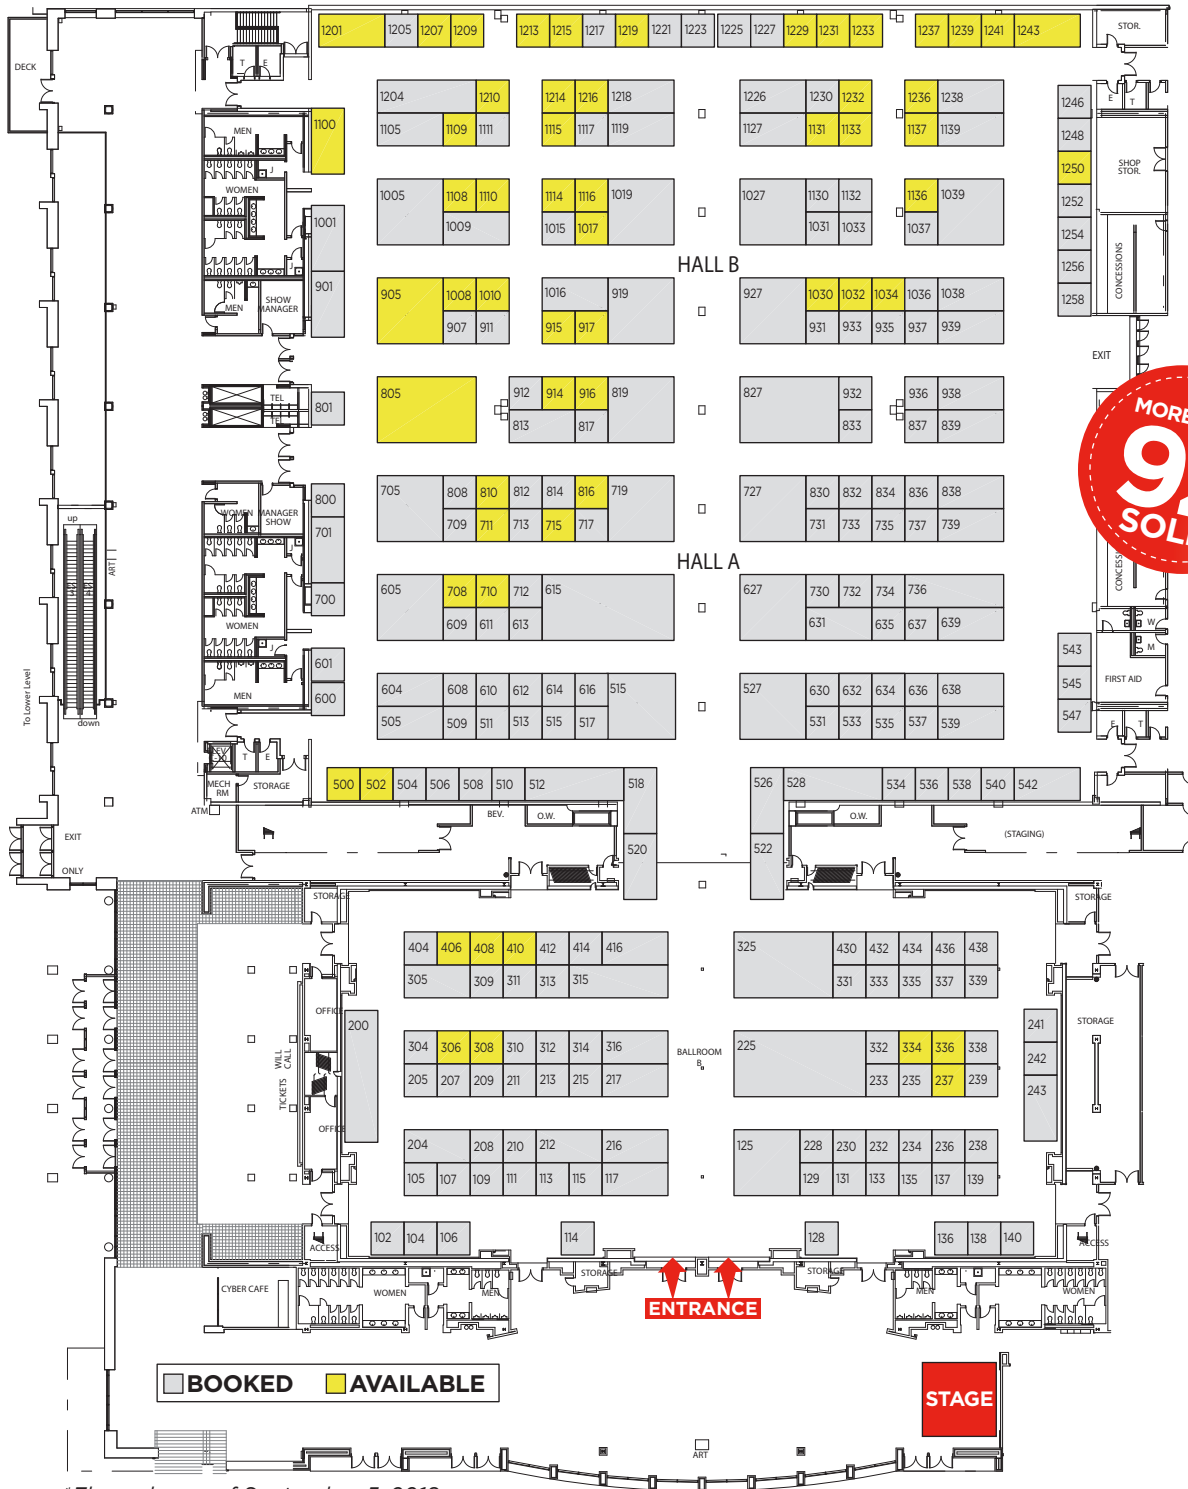 1201 1205 1207 1209 1213 1215 1217 1219 1221 1223 1225 1227 1229 1231 1233 1237 1239 1241 1243 STOR.
DECK T E
1204 1210 1214 1216 1218 1226 1230 1232 1236 1238 1246 E T
1100 MEN 1105 1109 1111 1115 1117 1119 1127 1131 1133 1137 1139 1248
J
WOMEN
1250 SHOP
STOR.
1005 1108 1110 1114 1116 1019 1027 1130 1132 1136 1039 1252
1001 1009 1015 1017 1031 1033 1037 1254
J
HALL B
1256 CONCESSIONS
901 905 1008 1010 1016 919 927 1030 1032 1034 1036 1038 1258
MEN SHOW
MANAGER
907 911 915 917 931 933 935 937 939
EXIT
TEL
TEL
801 805 912 914 916 819 827 932 936 938
813 817 833 837 839
MORE
SOL
705 808 810 812 814 816 719 727 830 832 834 836 838
800
WOMEN MANAGER
SHOW
701 709 711 713 715 717 731 733 735 737 739
up
J
ART
HALL A
700 605 708 710 712 615 627 730 732 734 736
WOMEN 609 611 613 631 635 637 639
W
M
J
601 543
600 604 608 610 612 614 616 515 527 630 632 634 636 638 545 FIRST AID
MEN
505 509 511 513 515 517 531 533 535 537 539 547
To Lower Level
down
E T
T E
500 502 504 506 508 510 512 518 526 528 534 536 538 540 542
MECH
RM
STORAGE
ATM
BEV. O.W. O.W. (STAGING)
EXIT
ONLY
520 522
STORAGE STORAGE
404 406 408 410 412 414 416 325 430 432 434 436 438
305 309 311 313 315 331 333 335 337 339
OFFICE 200
241 STORAGE
304 306 308 310 312 314 316 BALLROOM
B
225 332 334 336 338 242
WILL
CALL
TICKETS
205 207 209 211 213 215 217 233 235 237 239 243
OFFICE
204 208 210 212 216 125 228 230 232 234 236 238
105 107 109 111 113 115 117 129 131 133 135 137 139
102 104 106 114 128 136 138 140
ACCESS ACCESS
STORAGE STORAGE
CYBER CAFE WOMEN MEN MEN WOMEN
ENTRANCE
BOOKED AVAILABLE
STAGE
ART